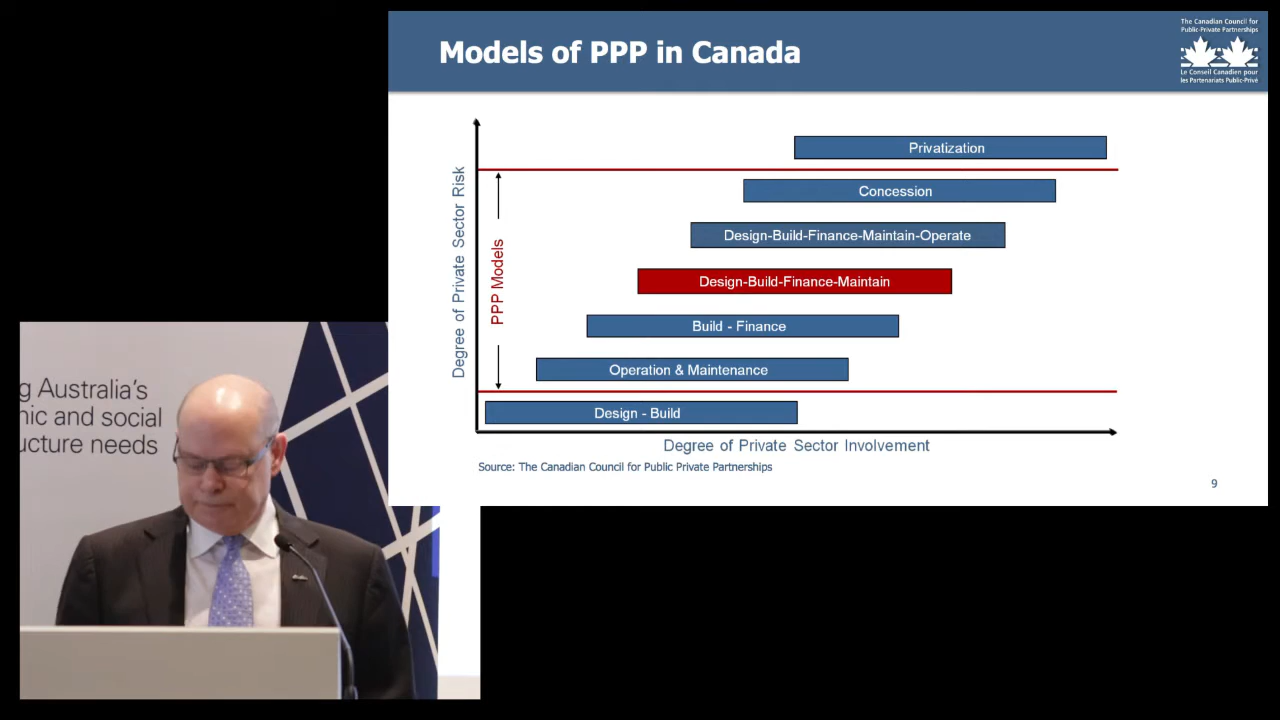 Models of PPP in Canada
The Canadian Council for
Public-Private Partnerships
Le Conseil Canadien pour
les Partenariats Public-Privé
Degree of Private Sector Risk
PPP Models
Privatization
Concession
Design-Build-Finance-Maintain-Operate
Design-Build-Finance-Maintain
Build - Finance
Operation & Maintenance
Design - Build
Degree of Private Sector Involvement
Source: The Canadian Council for Public Private Partnerships
9
g Australia's
and social
needs